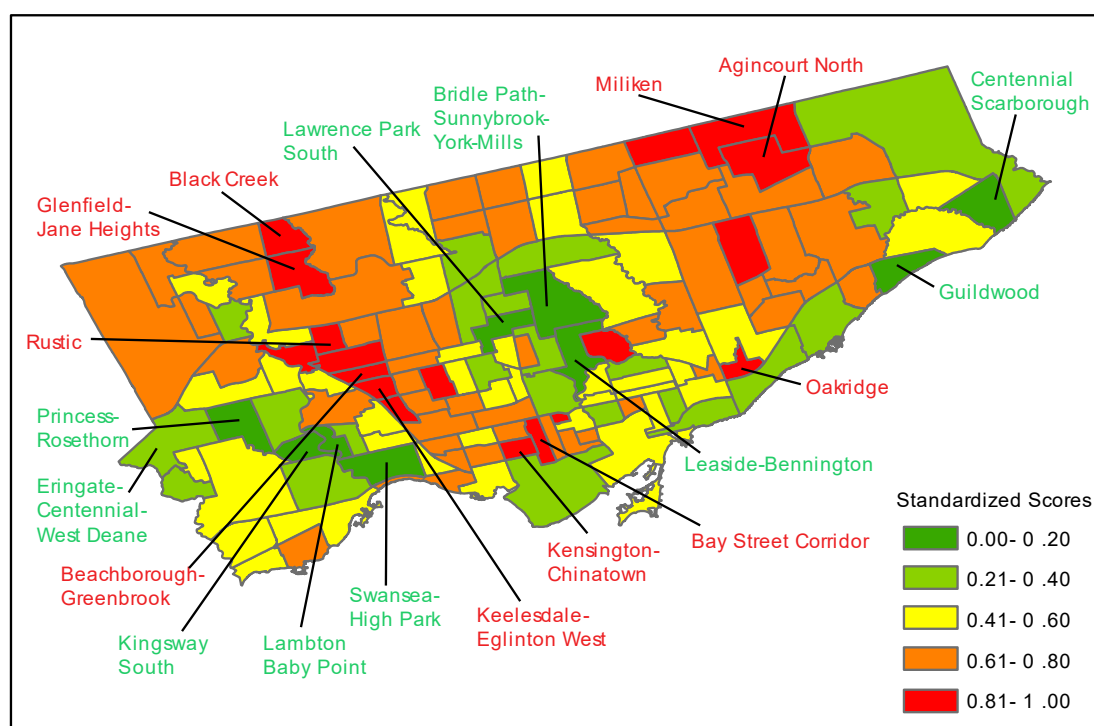 Agincourt North
Miliken
Centennial
Scarborough
Bridle Path-
Sunnybrook-
York-Mills
Lawrence Park
South
Black Creek
Glenfield-
Jane Heights
Guildwood
Rustic
Oakridge
Princess-
Rosethorn
Leaside-Bennington
Eringate-
Centennial-
West Deane
Bay Street Corridor
Kensington-
Chinatown
Beachborough-
Greenbrook
Swansea-
High Park
Keelesdale-
Eglinton West
Kingsway
South
Lambton
Baby Point
Standardized Scores
0.00- 0 .20
0.21- 0 .40
0.41- 0 .60
0.61- 0 .80
0.81- 1 .00